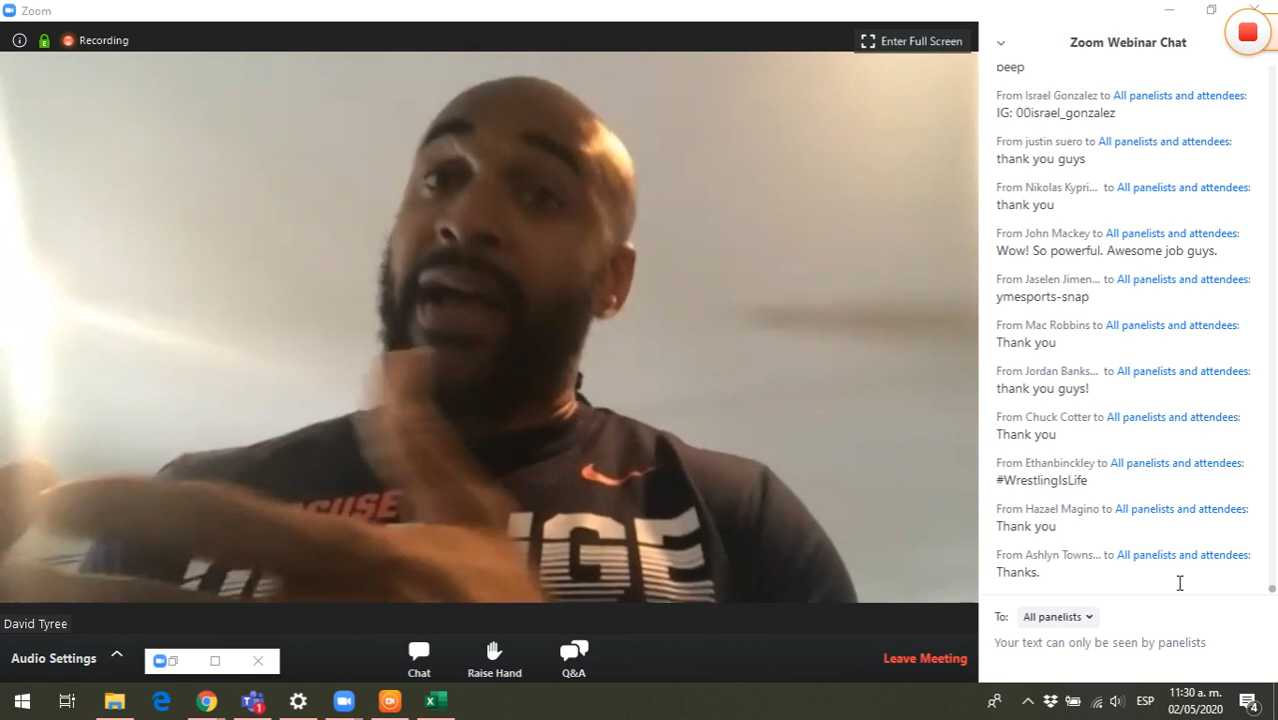 Zoom
Recording
Enter Full Screen
Zoom Webinar Chat
beep
From Israel Gonzalez to All panelists and attendees:
IG: 00israel_gonzalez
From justin suero to All panelists and attendees:
thank you guys
From Nikolas Kypri... to All panelists and attendees:
thank you
From John Mackey to All panelists and attendees:
Wow! So powerful. Awesome job guys.
From Jaselen Jimen... to All panelists and attendees:
ymesports-snap
From Mac Robbins to All panelists and attendees:
Thank you
From Jordan Banks... to All panelists and attendees:
thank you guys!
From Chuck Cotter to All panelists and attendees:
Thank you
From Ethanbinckley to All panelists and attendees:
#WrestlingIsLife
From Hazael Magino to All panelists and attendees:
Thank you
From Ashlyn Towns... to All panelists and attendees:
Thanks.
To: All panelists
Your text can only be seen by panelists
David Tyree
Audio Settings
Chat
Raise Hand
Q&A
Leave Meeting
ESP
11:30 a. m.
02/05/2020
4
1